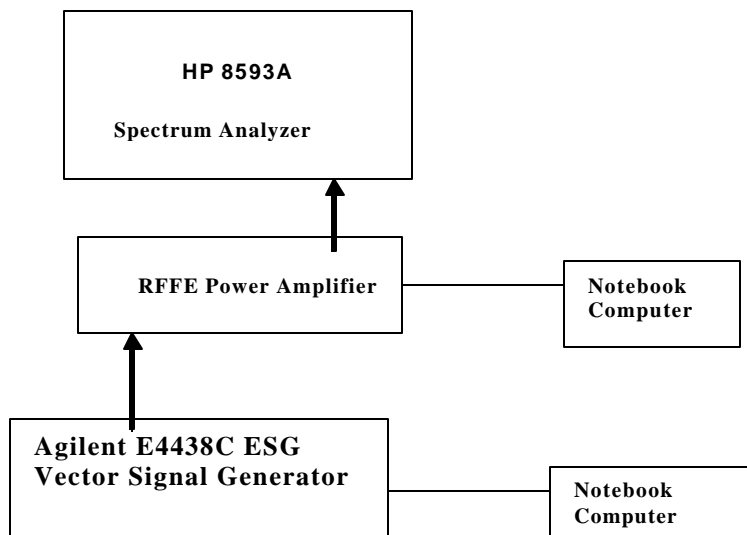 HP 8593A
Spectrum Analyzer
RFFE Power Amplifier
Notebook
Computer
Agilent E4438C ESG
Vector Signal Generator
Notebook
Computer